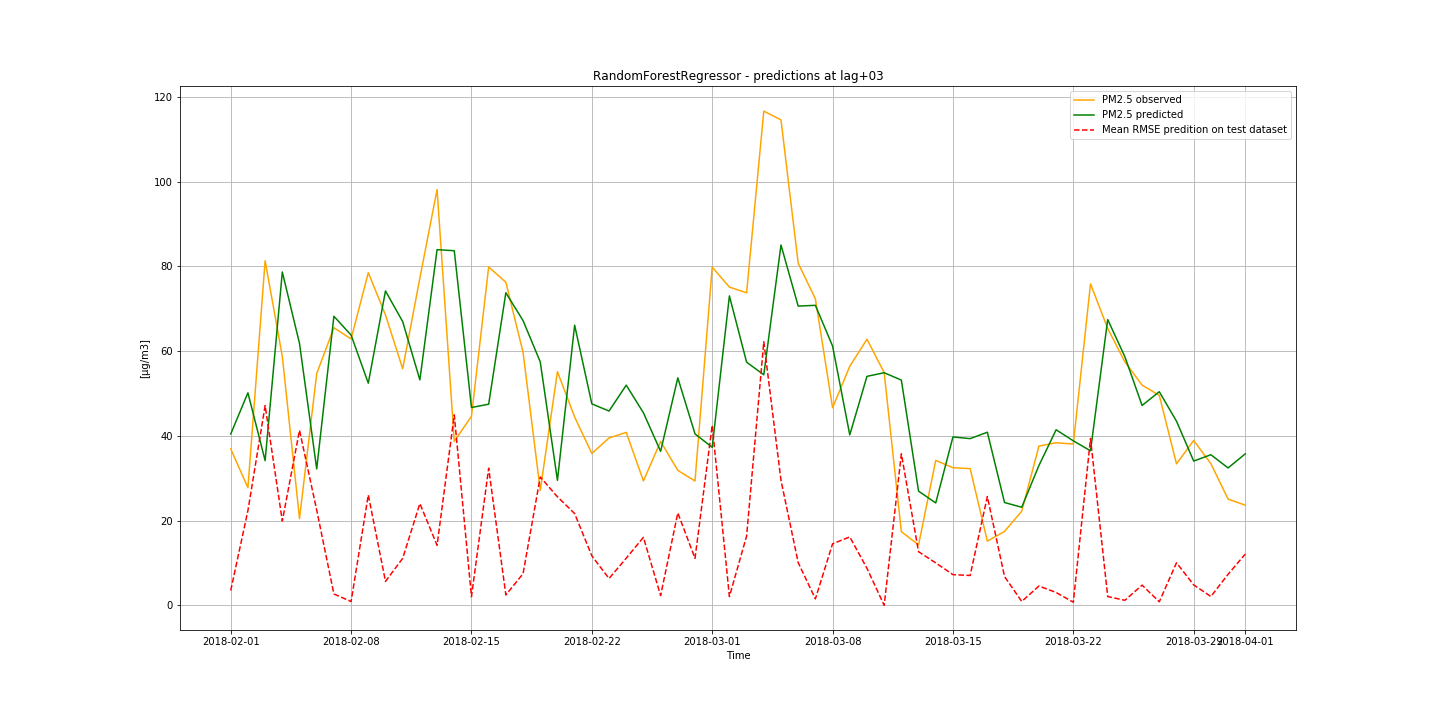 RandomForestRegressor - predictions at lag+03
PM2.5 observed
PM2.5 predicted
Mean RMSE predition on test dataset
120
100
80
60
40
20
0
[µg/m3]
2018-02-01 2018-02-08 2018-02-15 2018-02-22 2018-03-01 2018-03-08 2018-03-15 2018-03-22 2018-03-29 2018-04-01
Time